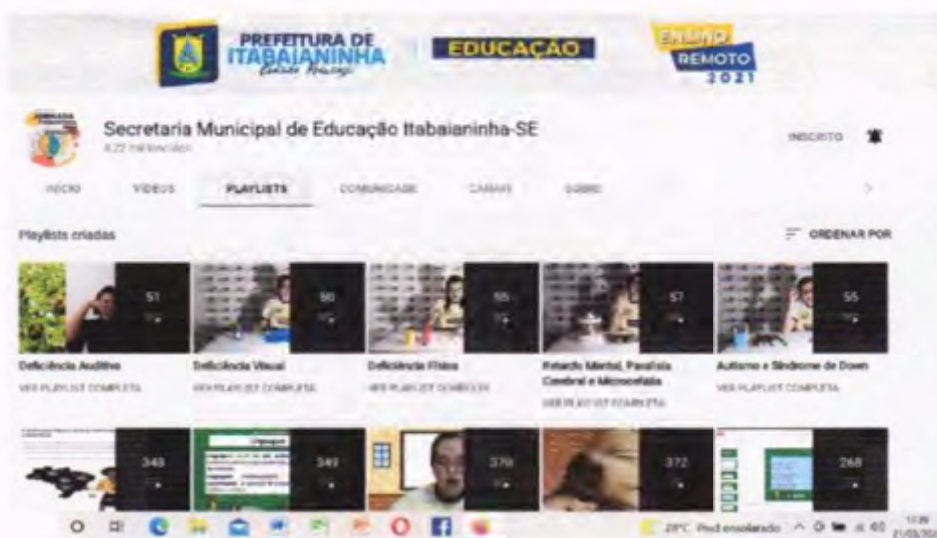 PREFEITURA DE
ITABAIANINHA
EDUCAÇÃO
ENSINO
REMOTO
2021
JORNADA
Secretaria Municipal de Educação Itabaianinha-SE
INSCRITO
INÍCIO VÍDEOS PLAYLISTS COMUNIDADE CANAIS SOBRE
Playlists criadas
ORDENAR POR
51
50
55
57
55
Deficiência Auditiva
Deficiência Visual
Deficiência Física
Retardo Mental, Paralisia
Cerebral e Microcefalia
Autismo e Síndrome de Down
VER PLAYLIST COMPLETA
VER PLAYLIST COMPLETA
VER PLAYLIST COMPLETA
VER PLAYLIST COMPLETA
VER PLAYLIST COMPLETA
348
349
370
372
268
28°C Pred ensolarado